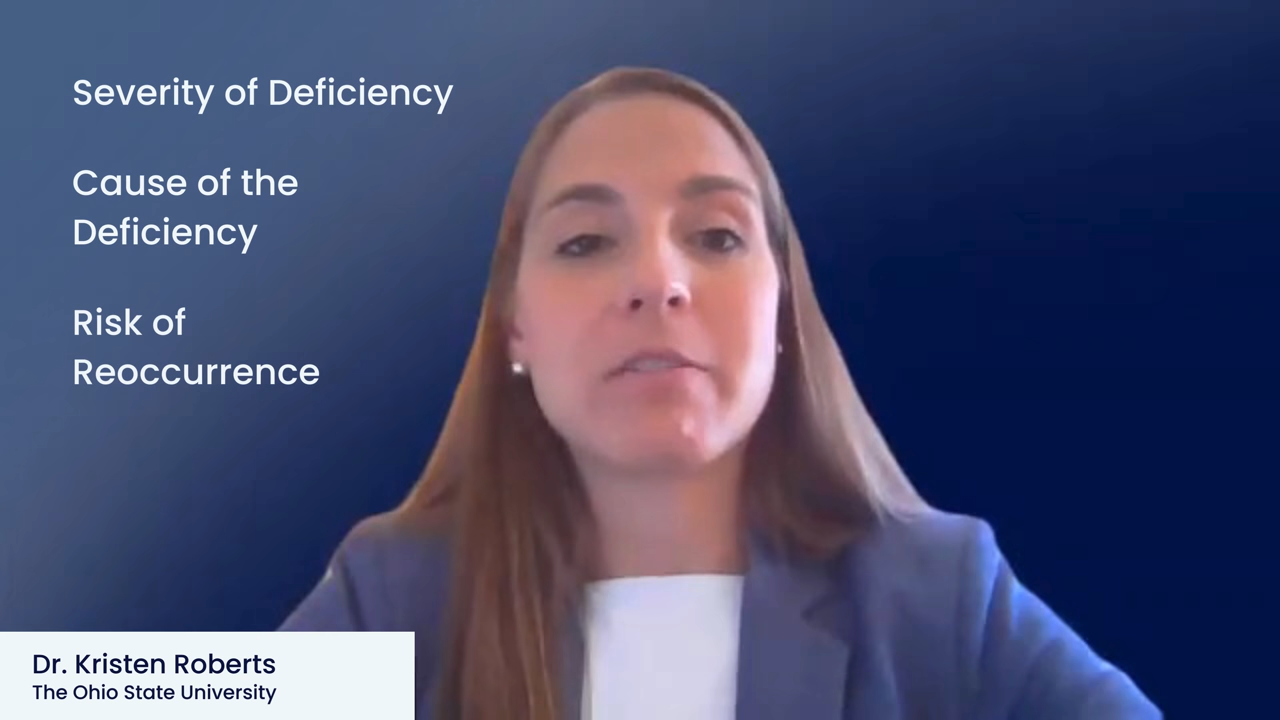 Severity of Deficiency
Cause of the
Deficiency
Risk of
Reoccurrence
Dr. Kristen Roberts
The Ohio State University